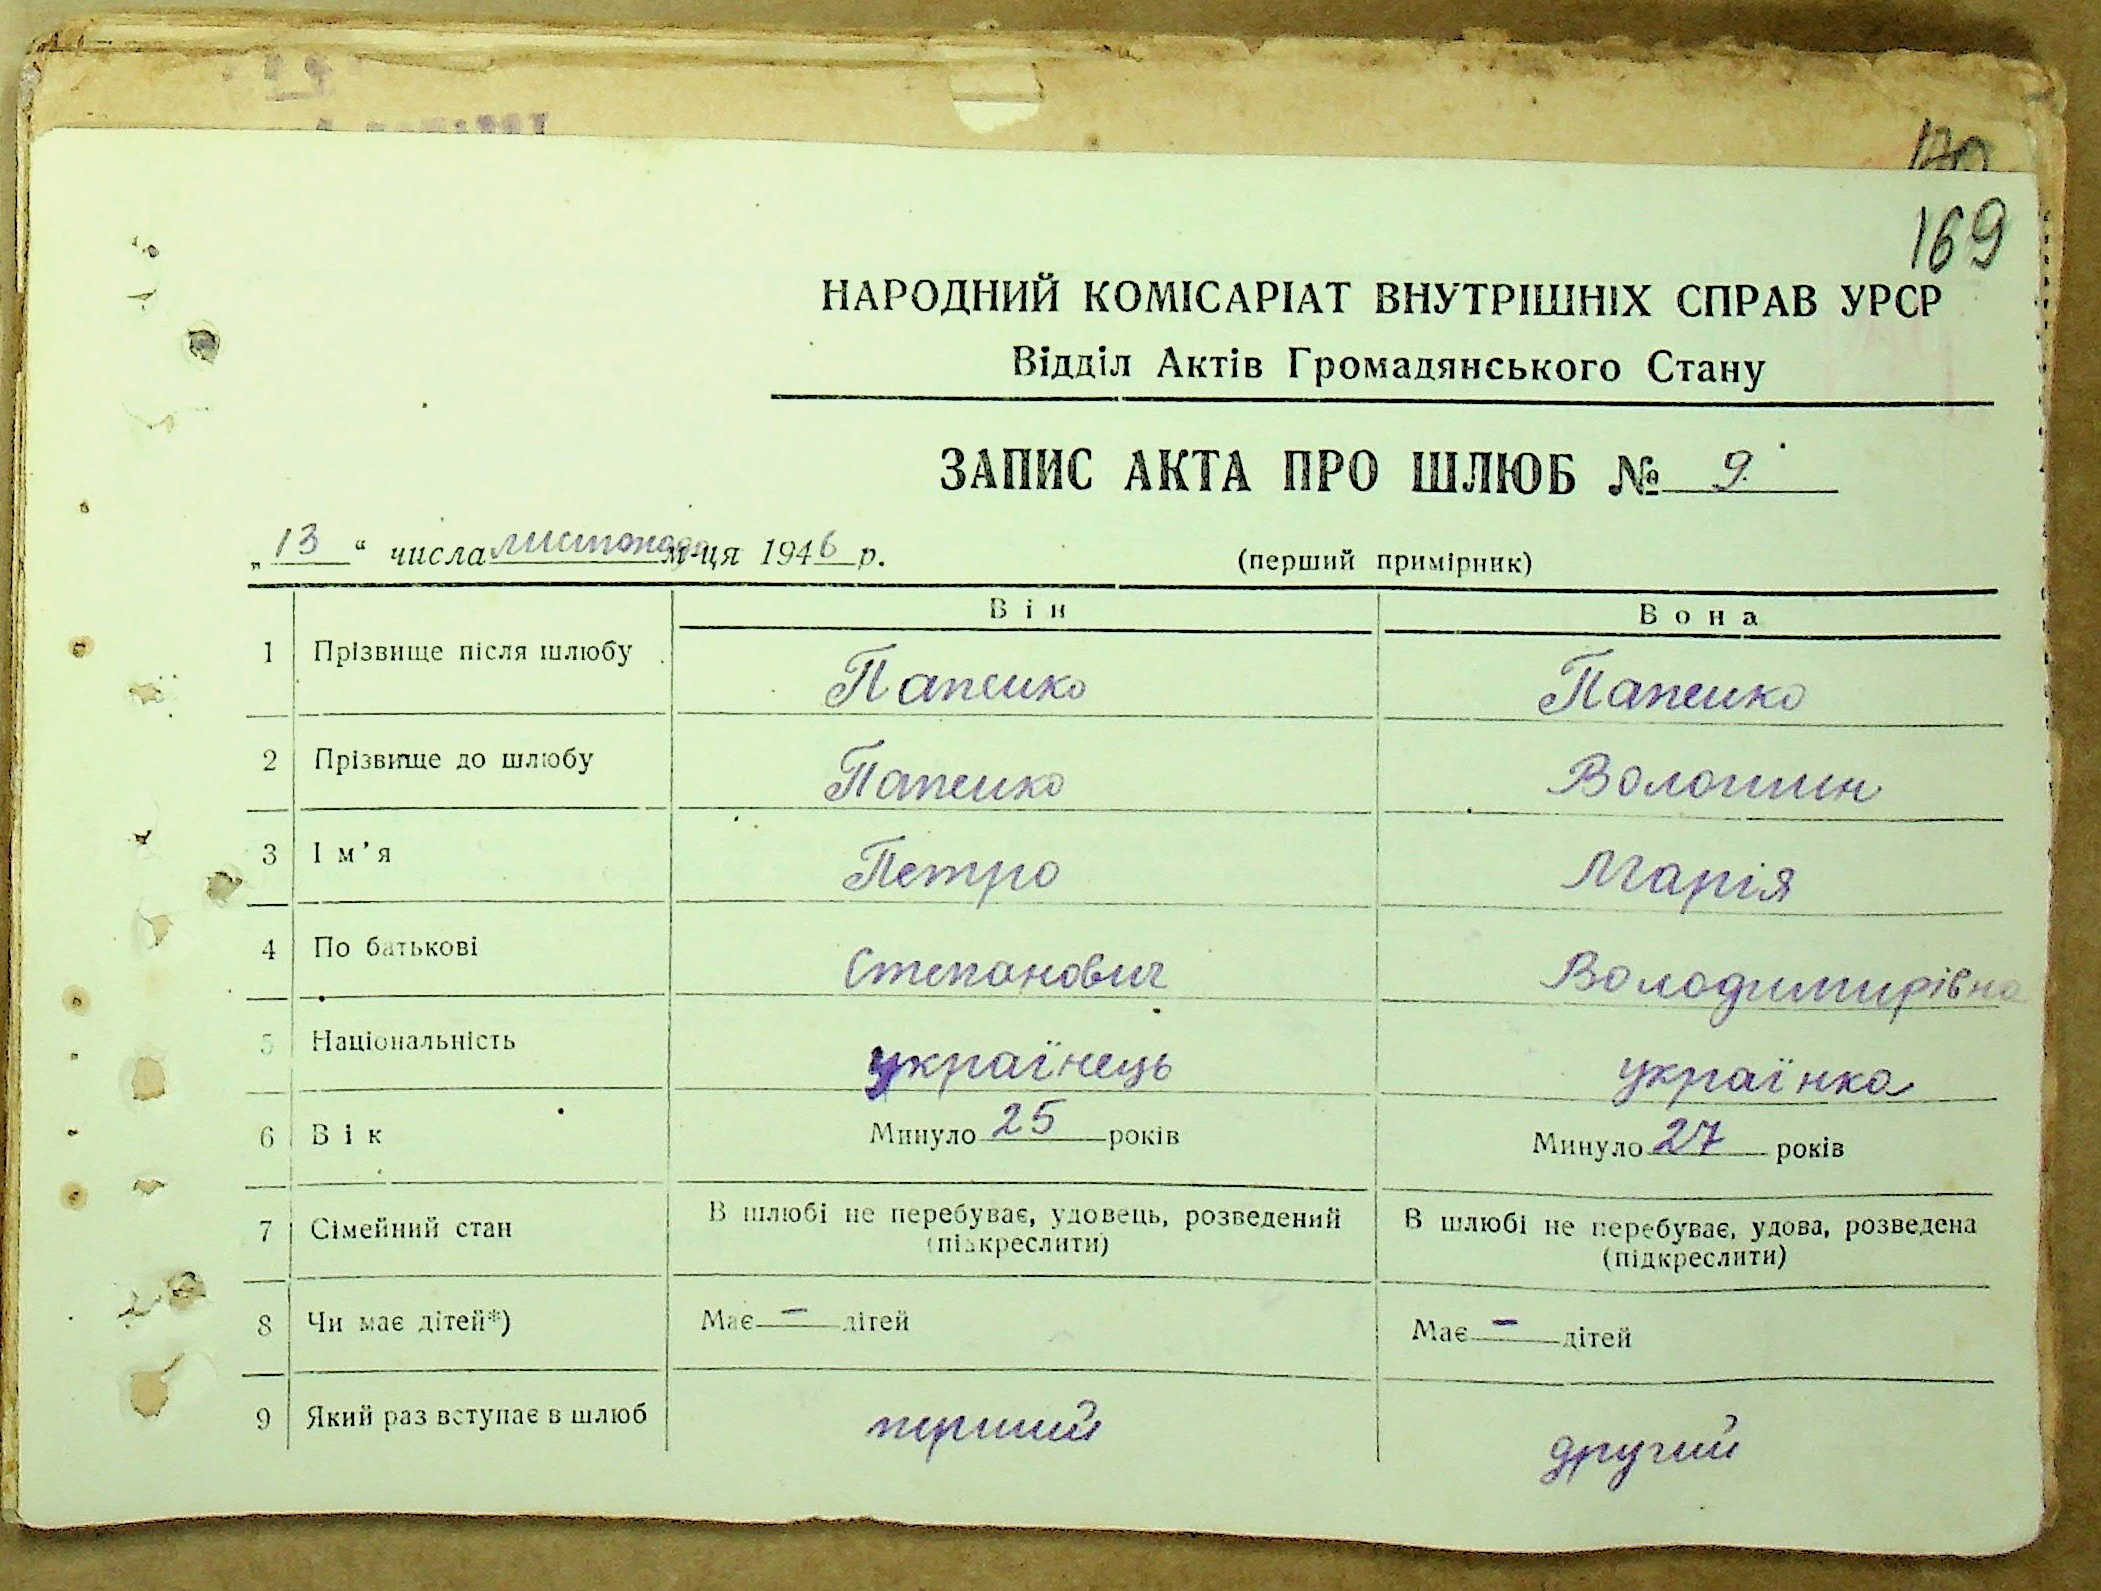 169
НАРОДНИЙ КОМІСАРІАТ ВНУТРІШНІХ СПРАВ УРСР
Відділ Актів Громадянського Стану
ЗАПИС АКТА ПРО ШЛЮБ № 9.
„13“ числа листопада м-ця 1946 р. (перший примірник)
Він Вона
1 Прізвище після шлюбу Папенко Папенко
2 Прізвище до шлюбу Папенко Волошин
3 Ім’я Петро Марія
4 По батькові Степанович Володимирівна
5 Національність українець українка
6 Вік Минуло 25 років Минуло 27 років
7 Сімейний стан В шлюбі не перебуває, удовець, розведений (підкреслити) В шлюбі не перебуває, удова, розведена (підкреслити)
8 Чи має дітей*) Має — дітей Має — дітей
9 Який раз вступає в шлюб перший другий